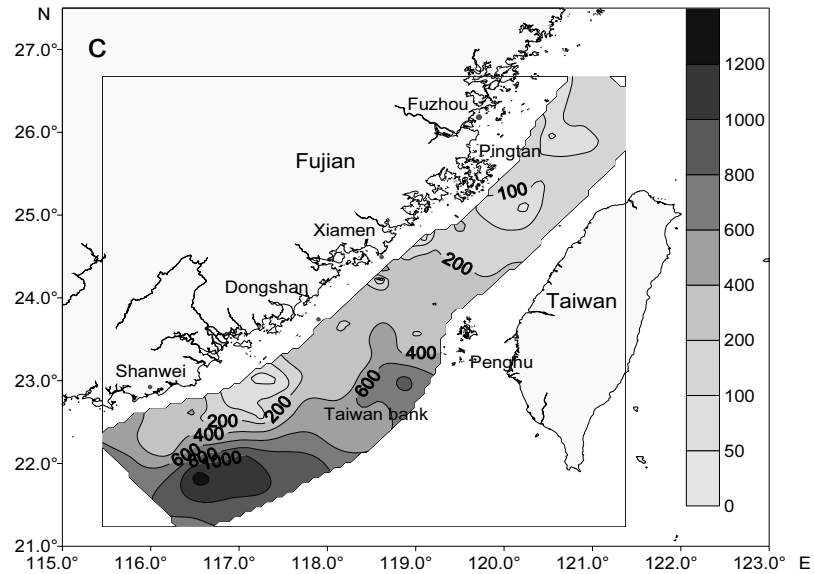 N
27.0°
C
1200
Fuzhou
26.0°
1000
Pingtan
Fujian
800
100
25.0°
Xiamen
600
200
400
Dongshan
24.0°
Taiwan
200
400
Penghu
Shanwei
23.0°
600
100
200
200
Taiwan bank
400
50
600
800
1000
22.0°
0
21.0°
115.0° 116.0° 117.0° 118.0° 119.0° 120.0° 121.0° 122.0° 123.0° E